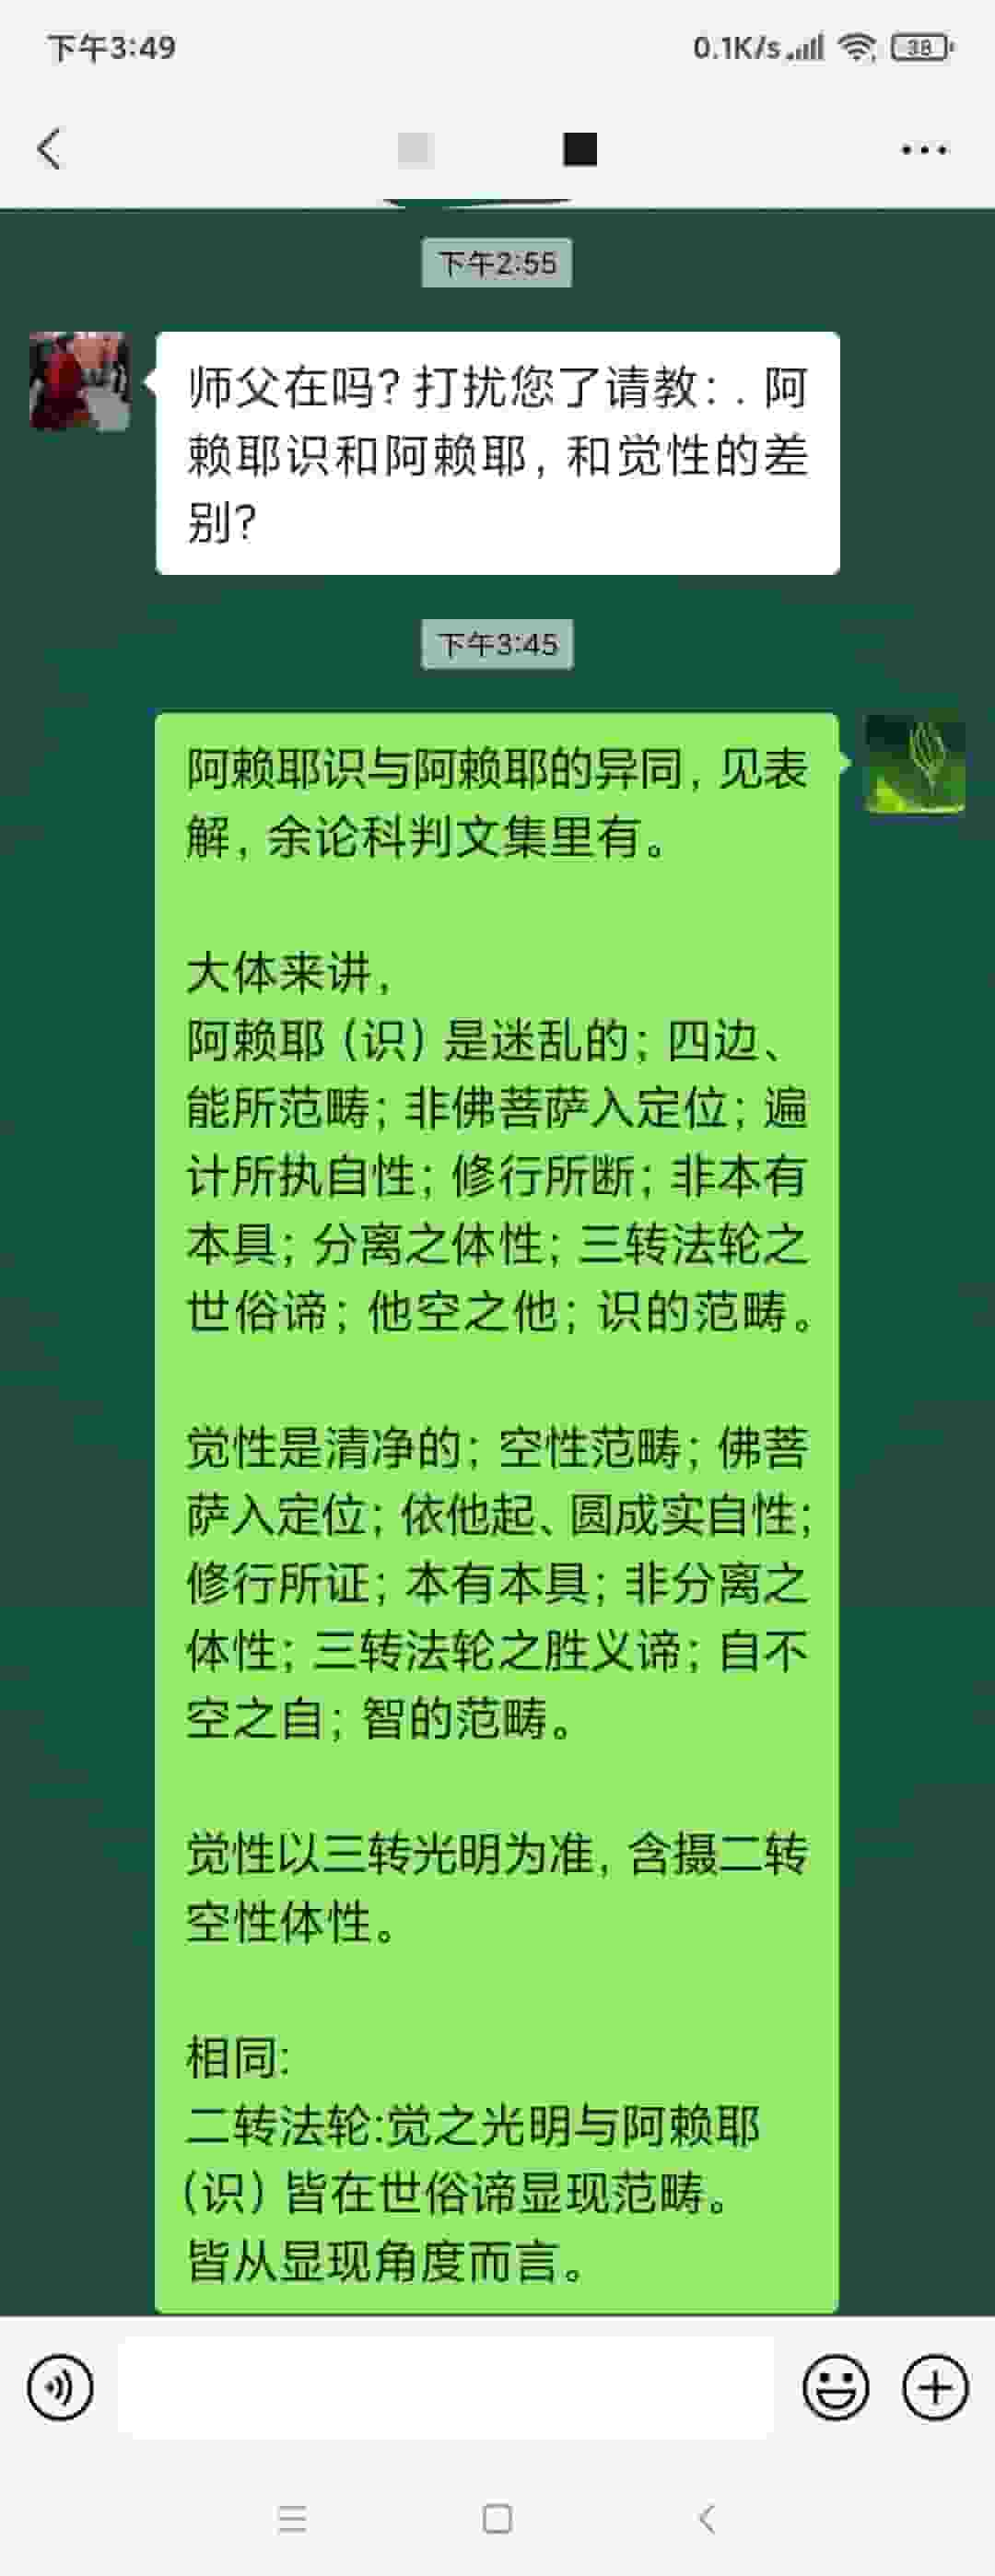 下午3:49
0.1K/s
38
下午2:55
师父在吗?打扰您了请教:. 阿
赖耶识和阿赖耶, 和觉性的差
别?
下午3:45
阿赖耶识与阿赖耶的异同, 见表
解, 余论科判文集里有。
大体来讲,
阿赖耶 (识) 是迷乱的; 四边、
能所范畴; 非佛菩萨入定位; 遍
计所执自性; 修行所断; 非本有
本具; 分离之体性; 三转法轮之
世俗谛; 他空之他; 识的范畴。
觉性是清净的; 空性范畴; 佛菩
萨入定位; 依他起、圆成实自性;
修行所证; 本有本具; 非分离之
体性; 三转法轮之胜义谛; 自不
空之自; 智的范畴。
觉性以三转光明为准, 含摄二转
空性体性。
相同:
二转法轮:觉之光明与阿赖耶
(识) 皆在世俗谛显现范畴。
皆从显现角度而言。